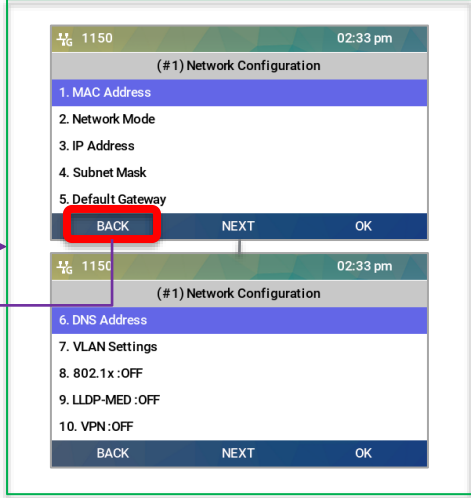 1G 1150 02:33 pm
(#1) Network Configuration
1. MAC Address
2. Network Mode
3. IP Address
4. Subnet Mask
5. Default Gateway
BACK NEXT OK
1G 1150 02:33 pm
(#1) Network Configuration
6. DNS Address
7. VLAN Settings
8. 802.1x :OFF
9. LLDP-MED :OFF
10. VPN :OFF
BACK NEXT OK